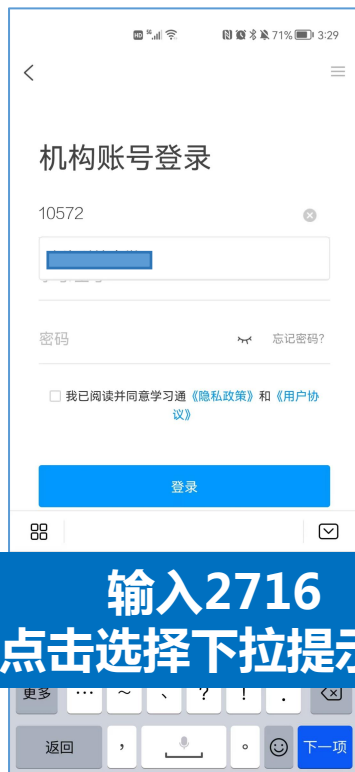 HD 5G 71% 3:29
机构账号登录
10572
密码 忘记密码?
我已阅读并同意学习通《隐私政策》和《用户协
议》
登录
输入2716
点击选择下拉提示
更多 … ~ 、 ? ! .
返回 , 。 下一项